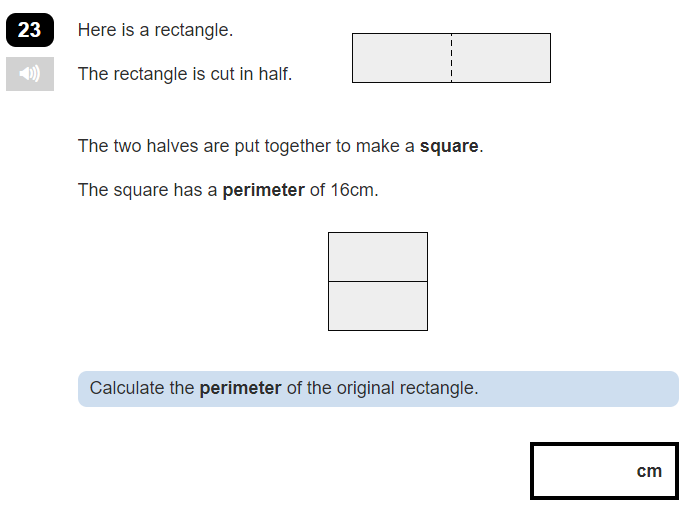 23
Here is a rectangle.
The rectangle is cut in half.
The two halves are put together to make a square.
The square has a perimeter of 16cm.
Calculate the perimeter of the original rectangle.
cm